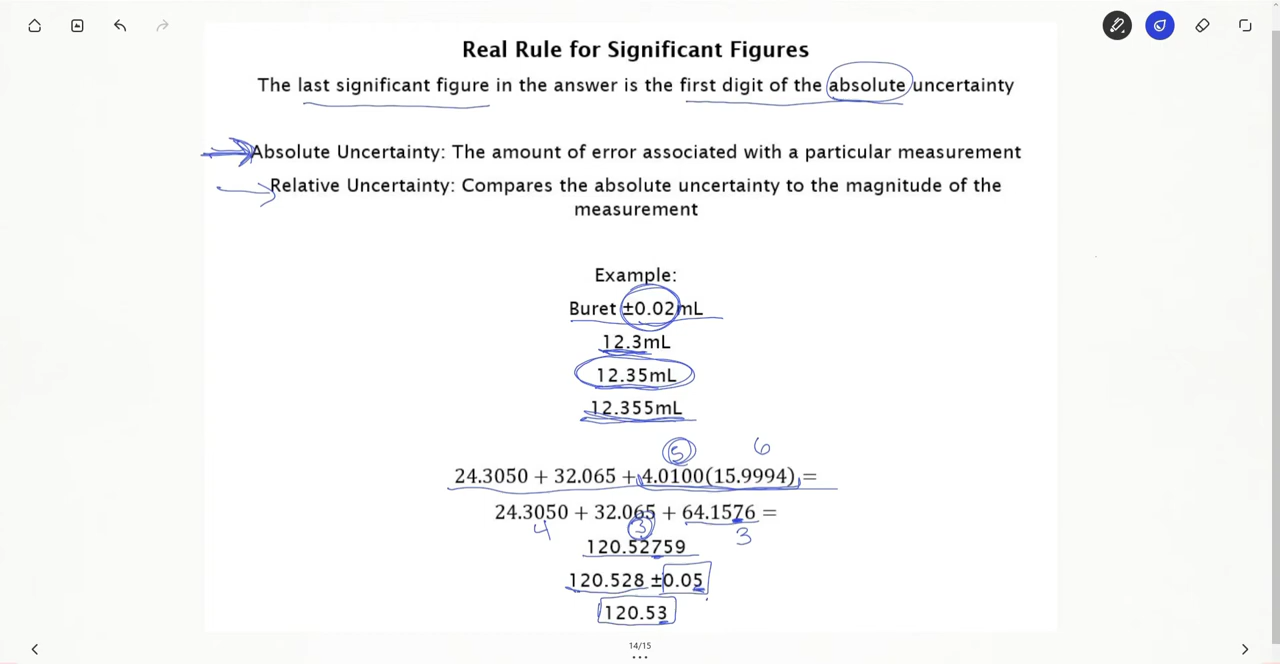 Real Rule for Significant Figures
The last significant figure in the answer is the first digit of the absolute uncertainty
Absolute Uncertainty: The amount of error associated with a particular measurement
Relative Uncertainty: Compares the absolute uncertainty to the magnitude of the
measurement
Example:
Buret ±0.02mL
12.3mL
12.35mL
12.355mL
5 6
24.3050 + 32.065 + 4.0100(15.9994) =
24.3050 + 32.065 + 64.1576 =
4 3 3
120.52759
120.528 ±0.05
120.53
14/15